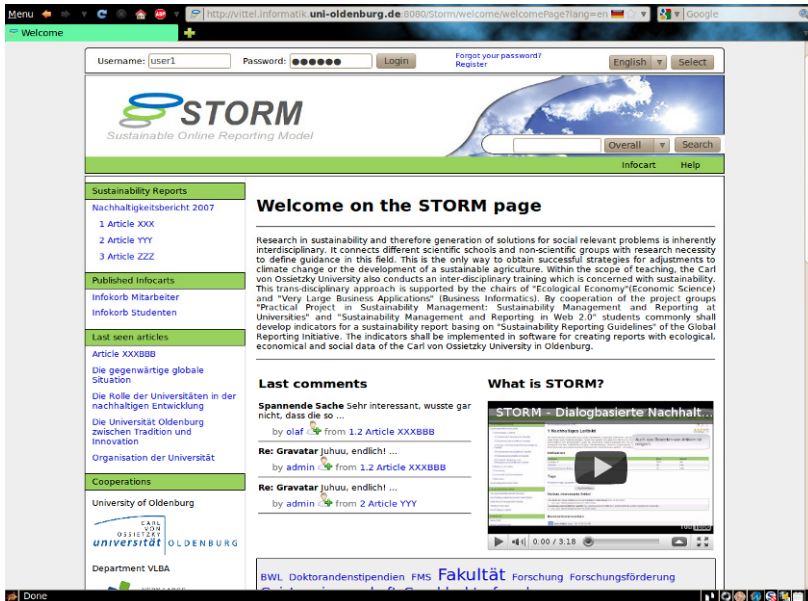 Menu
http://vittel.informatik.uni-oldenburg.de:8080/Storm/welcome/welcomePage?lang=en
Google
Welcome
Username: user1
Password:
Login
Forgot your password?
Register
English
Select
STORM
Sustainable Online Reporting Model
Overall
Search
Infocart Help
Sustainability Reports
Nachhaltigkeitsbericht 2007
1 Article XXX
2 Article YYY
3 Article ZZZ
Published Infocarts
Infokorb Mitarbeiter
Infokorb Studenten
Last seen articles
Article XXXBBB
Die gegenwärtige globale
Situation
Die Rolle der Universitäten in der
nachhaltigen Entwicklung
Die Universität Oldenburg
zwischen Tradition und
Innovation
Organisation der Universität
Cooperations
University of Oldenburg
CARL
VON
OSSIETZKY
universität OLDENBURG
Department VLBA
Welcome on the STORM page
Research in sustainability and therefore generation of solutions for social relevant problems is inherently
interdisciplinary. It connects different scientific schools and non-scientific groups with research necessity
to define guidance in this field. This is the only way to obtain successful strategies for adjustments to
climate change or the development of a sustainable agriculture. Within the scope of teaching, the Carl
von Ossietzky University also conducts an inter-disciplinary training which is concerned with sustainability.
This trans-disciplinary approach is supported by the chairs of "Ecological Economy"(Economic Science)
and "Very Large Business Applications" (Business Informatics). By cooperation of the project groups
"Practical Project in Sustainability Management: Sustainability Management and Reporting at
Universities" and "Sustainability Management and Reporting in Web 2.0" students commonly shall
develop indicators for a sustainability report basing on "Sustainability Reporting Guidelines" of the Global
Reporting Initiative. The indicators shall be implemented in software for creating reports with ecological,
economical and social data of the Carl von Ossietzky University in Oldenburg.
Last comments
Spannende Sache Sehr interessant, wusste gar
nicht, dass die so ...
by olaf from 1.2 Article XXXBBB
Re: Gravatar Juhuu, endlich! ...
by admin from 1.2 Article XXXBBB
Re: Gravatar Juhuu, endlich! ...
by admin from 2 Article YYY
What is STORM?
STORM - Dialogbasierte Nachhalt...
0:00 / 3:18
BWL Doktorandenstipendien FMS Fakultät Forschung Forschungsförderung
Done